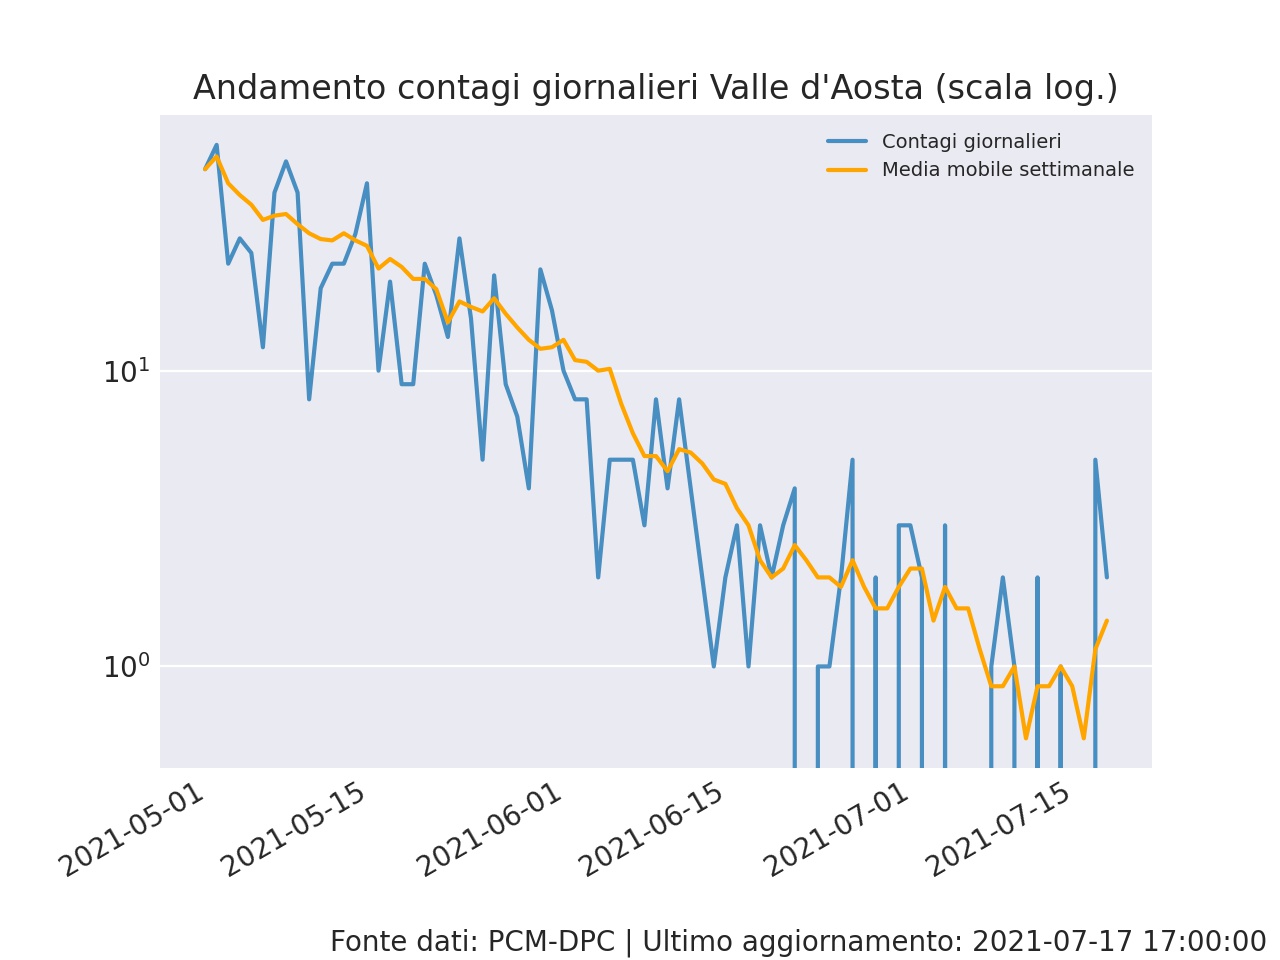 Andamento contagi giornalieri Valle d'Aosta (scala log.)
Contagi giornalieri
Media mobile settimanale
10¹
10⁰
2021-05-01
2021-05-15
2021-06-01
2021-06-15
2021-07-01
2021-07-15
Fonte dati: PCM-DPC | Ultimo aggiornamento: 2021-07-17 17:00:00